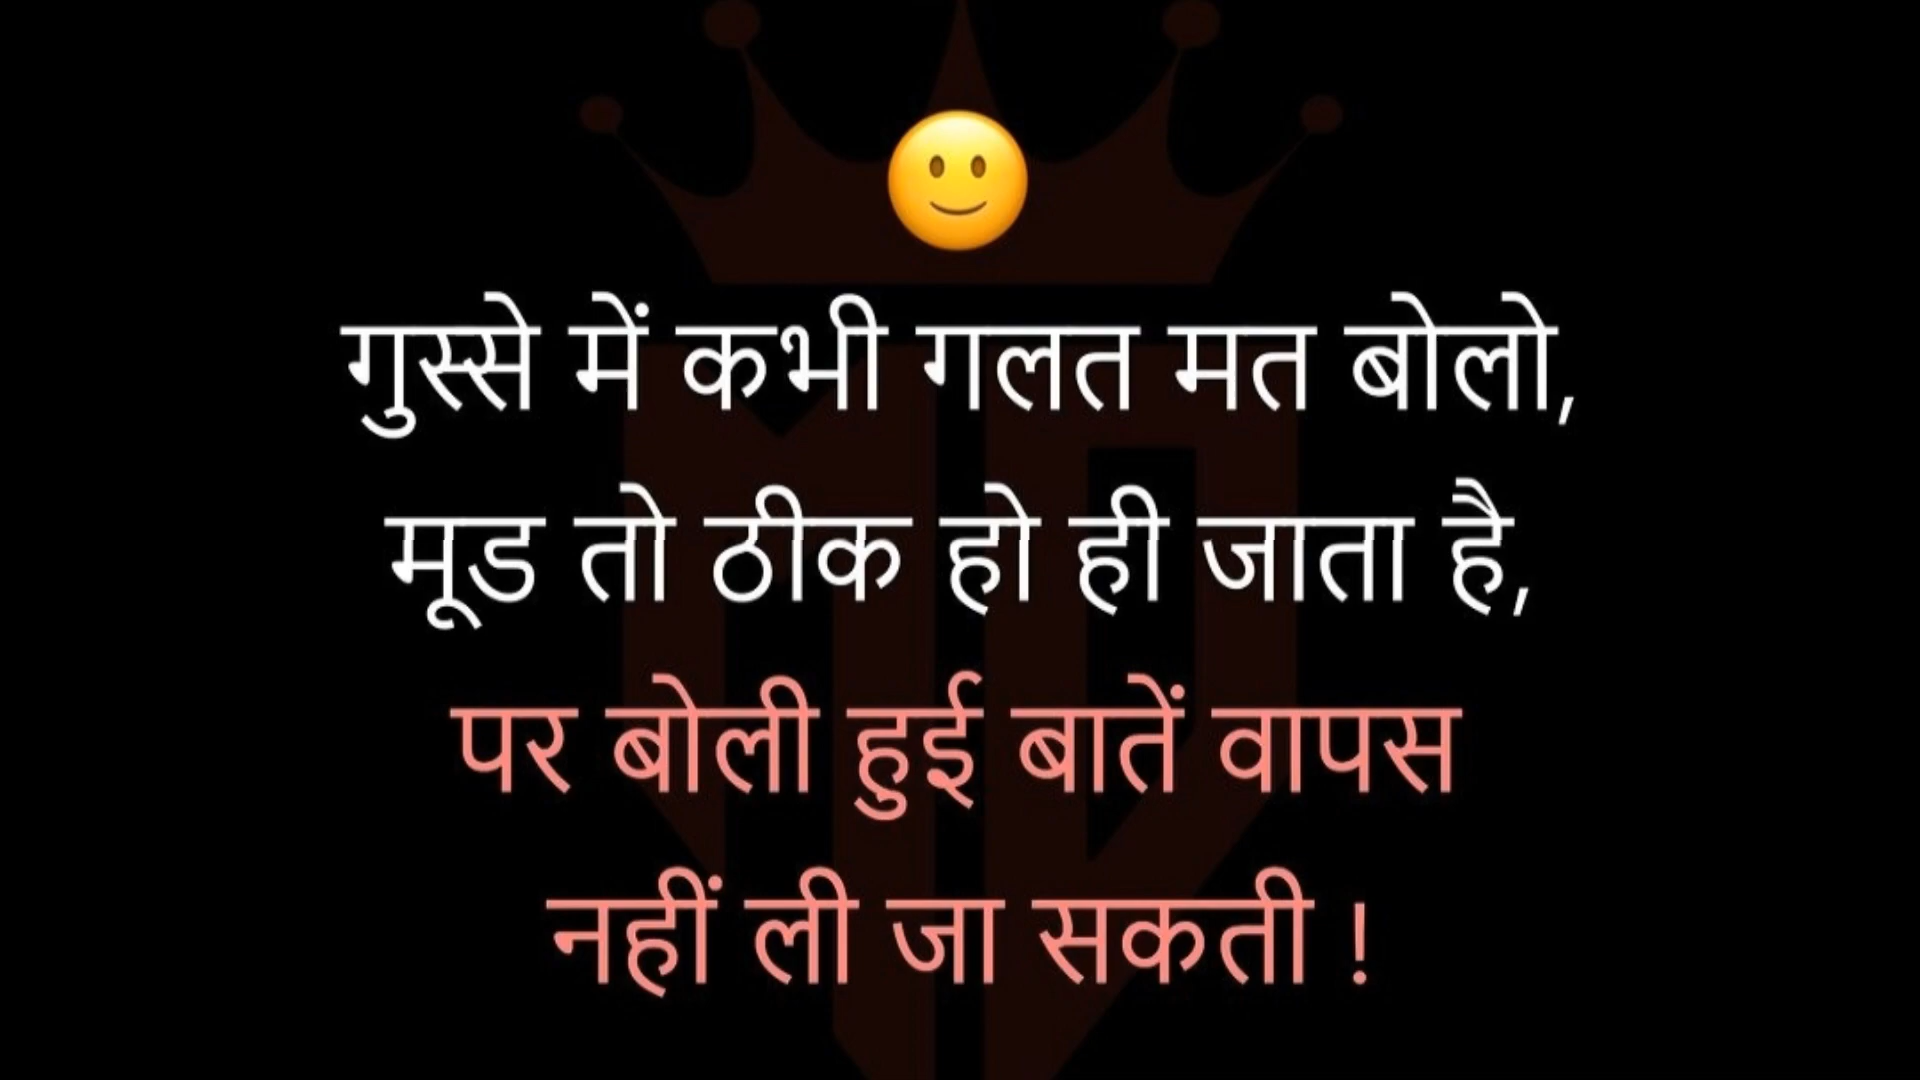 गुस्से में कभी गलत मत बोलो,
मूड तो ठीक हो ही जाता है,
पर बोली हुई बातें वापस
नहीं ली जा सकती !